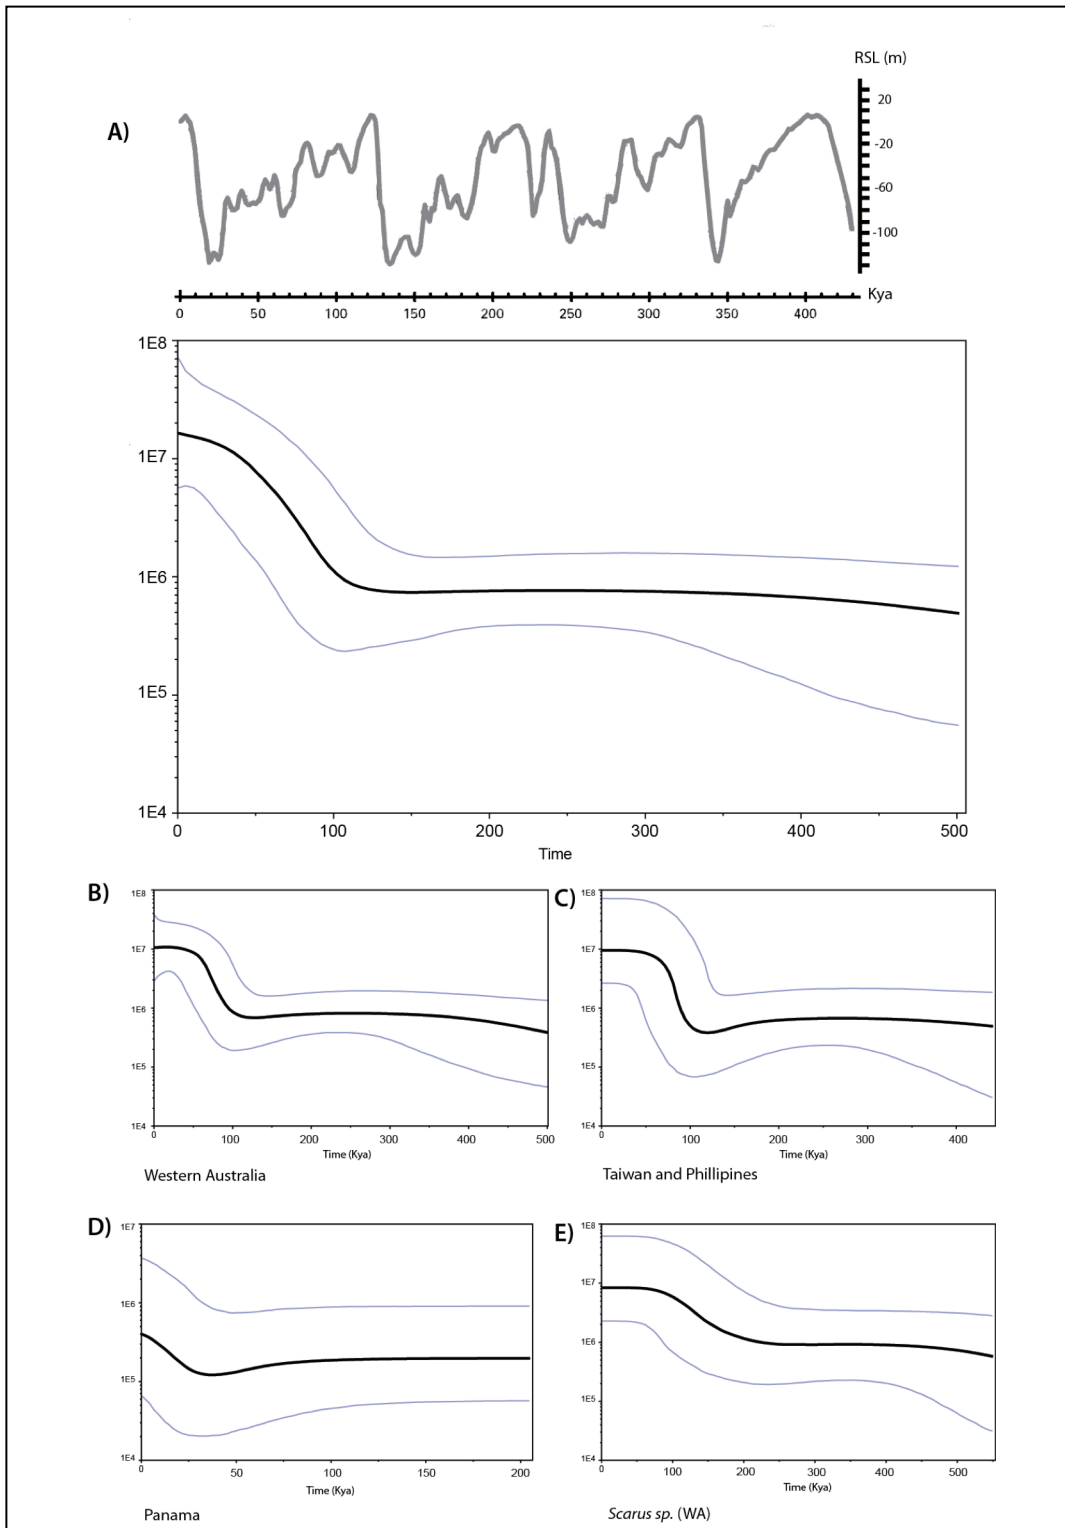 RSL (m)
A)
20
-20
-60
-100
Kya
0 50 100 150 200 250 300 350 400
1E8
1E7
1E6
1E5
1E4
0 100 200 300 400 500
Time
B)
1E8
1E7
1E6
1E5
1E4
0 100 200 300 400 500
Time (Kya)
Western Australia
C)
1E8
1E7
1E6
1E5
1E4
0 100 200 300 400
Time (Kya)
Taiwan and Phillipines
D)
1E7
1E6
1E5
1E4
0 50 100 150 200
Time (Kya)
Panama
E)
1E8
1E7
1E6
1E5
1E4
0 100 200 300 400 500
Time (Kya)
Scarus sp. (WA)